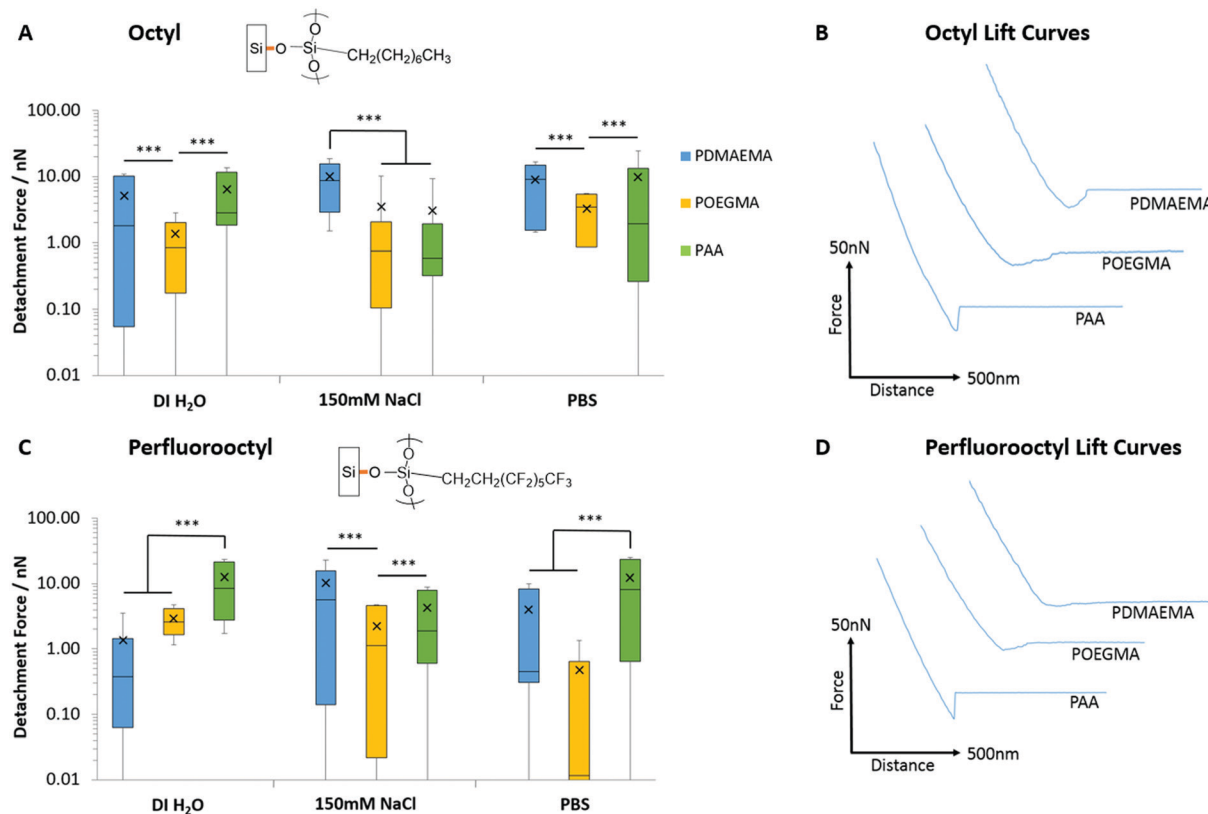 A Octyl
Si O Si O O CH2(CH2)6CH3
100.00
10.00
1.00
0.10
0.01
Detachment Force / nN
*** ***
***
*** ***
DI H2O 150mM NaCl PBS
PDMAEMA
POEGMA
PAA
B Octyl Lift Curves
PDMAEMA
POEGMA
PAA
50nN
Force
Distance 500nm
C Perfluorooctyl
Si O Si O O CH2CH2(CF2)5CF3
100.00
10.00
1.00
0.10
0.01
Detachment Force / nN
***
*** ***
***
DI H2O 150mM NaCl PBS
D Perfluorooctyl Lift Curves
PDMAEMA
POEGMA
PAA
50nN
Force
Distance 500nm